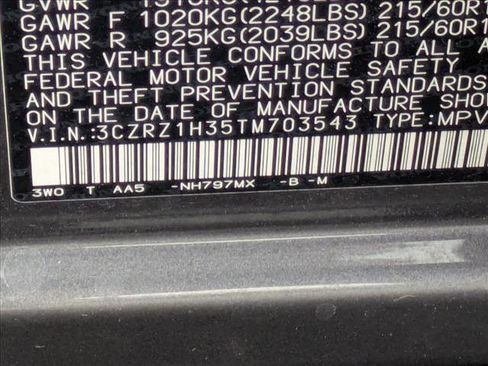 GAWR F 1020KG(2248LBS) 215/60R1
GAWR R 925KG(2039LBS) 215/60R1
THIS VEHICLE CONFORMS TO ALL A
FEDERAL MOTOR VEHICLE SAFETY
AND THEFT PREVENTION STANDARDS
ON THE DATE OF MANUFACTURE SHO
V.I.N.:3CZRZ1H35TM703543 TYPE:MPV
3WO T AA5 -NH797MX -B -M